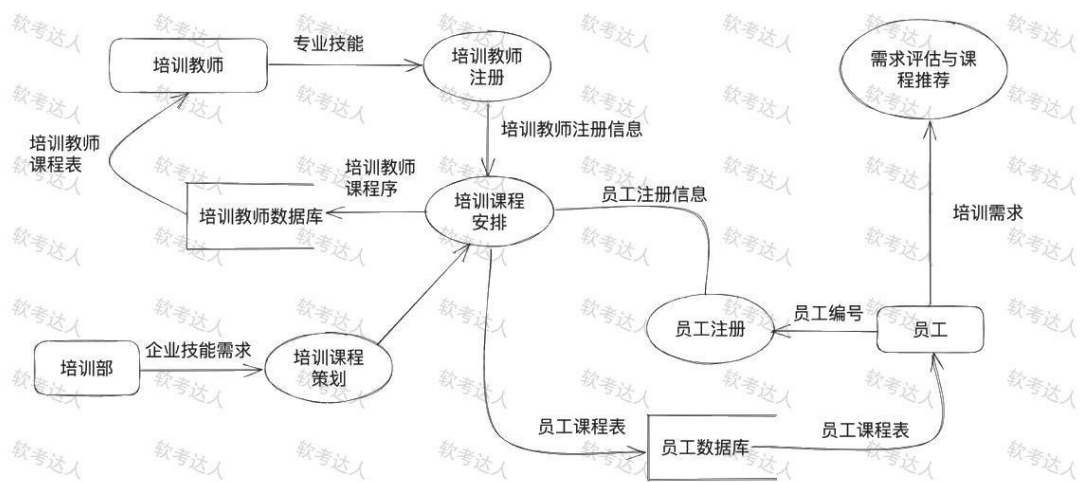 专业技能
培训教师
培训教师
注册
需求评估与课
程推荐
培训教师
课程表
培训教师注册信息
培训教师
课程序
培训教师数据库
培训课程
安排
员工注册信息
培训需求
员工编号
员工注册
员工
培训部
企业技能需求
培训课程
策划
员工课程表
员工数据库
员工课程表
软考达人